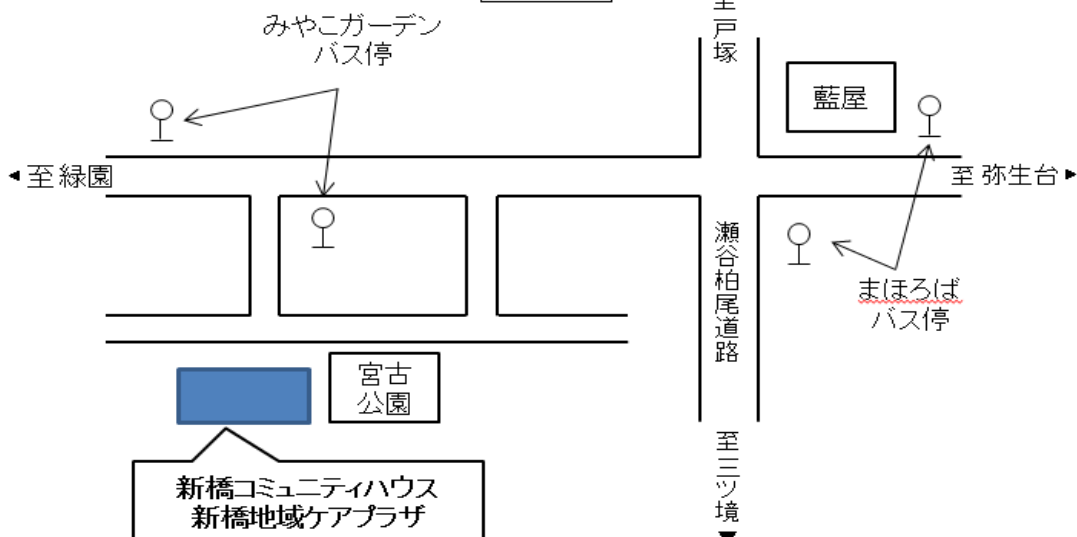 みやこガーデン
バス停
至戸塚
藍屋
◀至緑園
至 弥生台▶
瀬谷柏尾道路
まほろば
バス停
宮古
公園
新橋コミュニティハウス
新橋地域ケアプラザ
至三ツ境